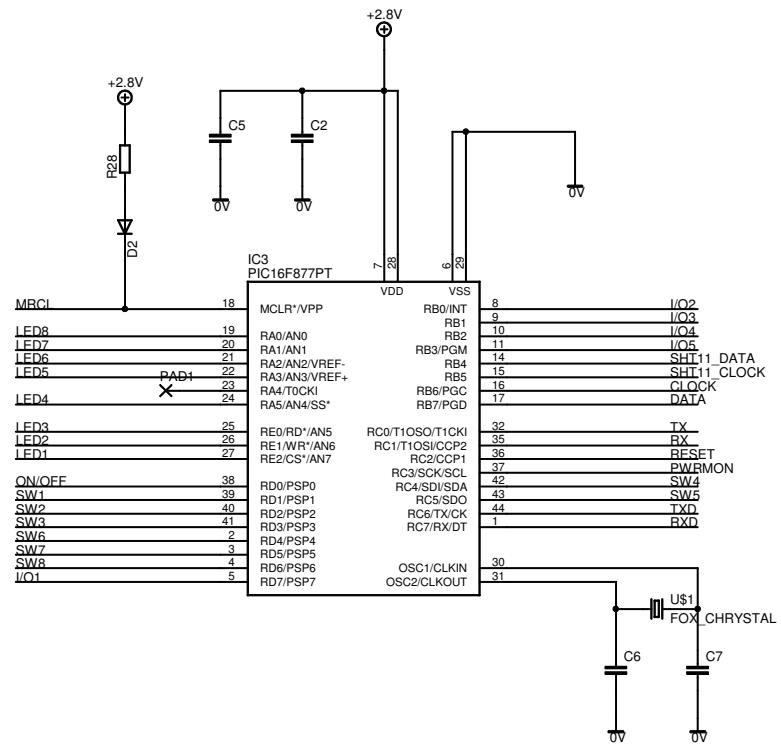 +2.8V
+2.8V
C5
C2
R28
0V
0V
0V
D2
IC3
PIC16F877PT
7
28
6
29
VDD
VSS
MRCL 18 MCLR*/VPP
RB0/INT 8 I/O2
RB1 9 I/O3
LED8 19 RA0/AN0
RB2 10 I/O4
LED7 20 RA1/AN1
RB3/PGM 11 I/O5
LED6 21 RA2/AN2/VREF-
RB4 14 SHT11_DATA
LED5 22 RA3/AN3/VREF+
RB5 15 SHT11_CLOCK
PAD1 23 RA4/T0CKI
RB6/PGC 16 CLOCK
LED4 24 RA5/AN4/SS*
RB7/PGD 17 DATA
LED3 25 RE0/RD*/AN5
RC0/T1OSO/T1CKI 32 TX
LED2 26 RE1/WR*/AN6
RC1/T1OSI/CCP2 35 RX
LED1 27 RE2/CS*/AN7
RC2/CCP1 36 RESET
RC3/SCK/SCL 37 PWRMON
ON/OFF 38 RD0/PSP0
RC4/SDI/SDA 42 SW4
SW1 39 RD1/PSP1
RC5/SDO 43 SW5
SW2 40 RD2/PSP2
RC6/TX/CK 44 TXD
SW3 41 RD3/PSP3
RC7/RX/DT 1 RXD
SW6 2 RD4/PSP4
SW7 3 RD5/PSP5
SW8 4 RD6/PSP6
OSC1/CLKIN 30
I/O1 5 RD7/PSP7
OSC2/CLKOUT 31
U$1
FOX_CHRYSTAL
C6
C7
0V
0V